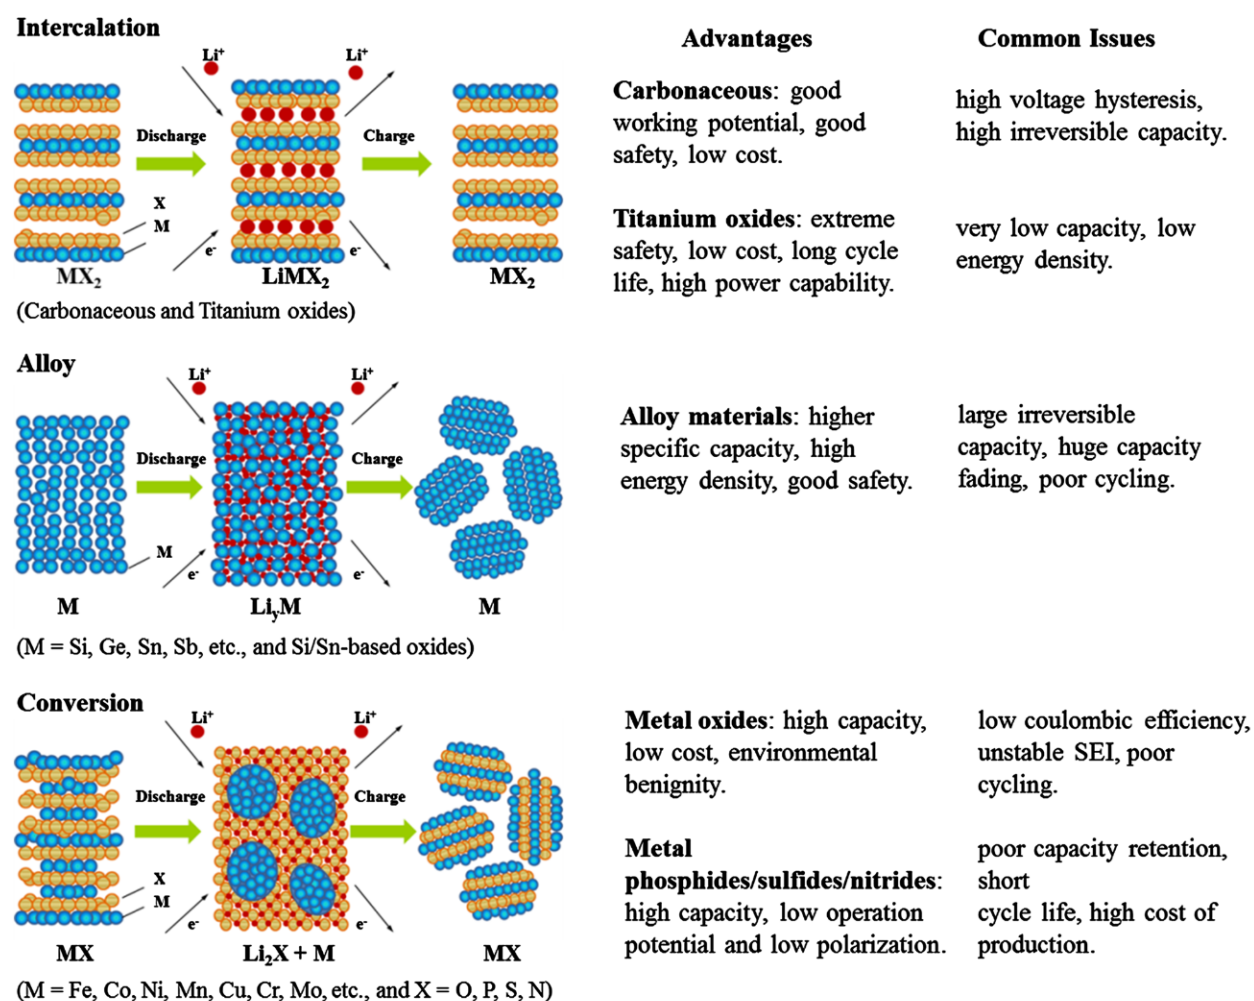 Intercalation
Advantages
Common Issues
Li⁺
Li⁺
Discharge
Charge
X
M
e⁻
e⁻
MX₂
LiMX₂
MX₂
(Carbonaceous and Titanium oxides)
Carbonaceous: good
working potential, good
safety, low cost.
high voltage hysteresis,
high irreversible capacity.
Titanium oxides: extreme
safety, low cost, long cycle
life, high power capability.
very low capacity, low
energy density.
Alloy
Li⁺
Li⁺
Discharge
Charge
M
e⁻
e⁻
M
LiᵧM
M
(M = Si, Ge, Sn, Sb, etc., and Si/Sn-based oxides)
Alloy materials: higher
specific capacity, high
energy density, good safety.
large irreversible
capacity, huge capacity
fading, poor cycling.
Conversion
Li⁺
Li⁺
Discharge
Charge
X
M
e⁻
e⁻
MX
Li₂X + M
MX
(M = Fe, Co, Ni, Mn, Cu, Cr, Mo, etc., and X = O, P, S, N)
Metal oxides: high capacity,
low cost, environmental
benignity.
low coulombic efficiency,
unstable SEI, poor
cycling.
Metal
phosphides/sulfides/nitrides:
high capacity, low operation
potential and low polarization.
poor capacity retention,
short
cycle life, high cost of
production.